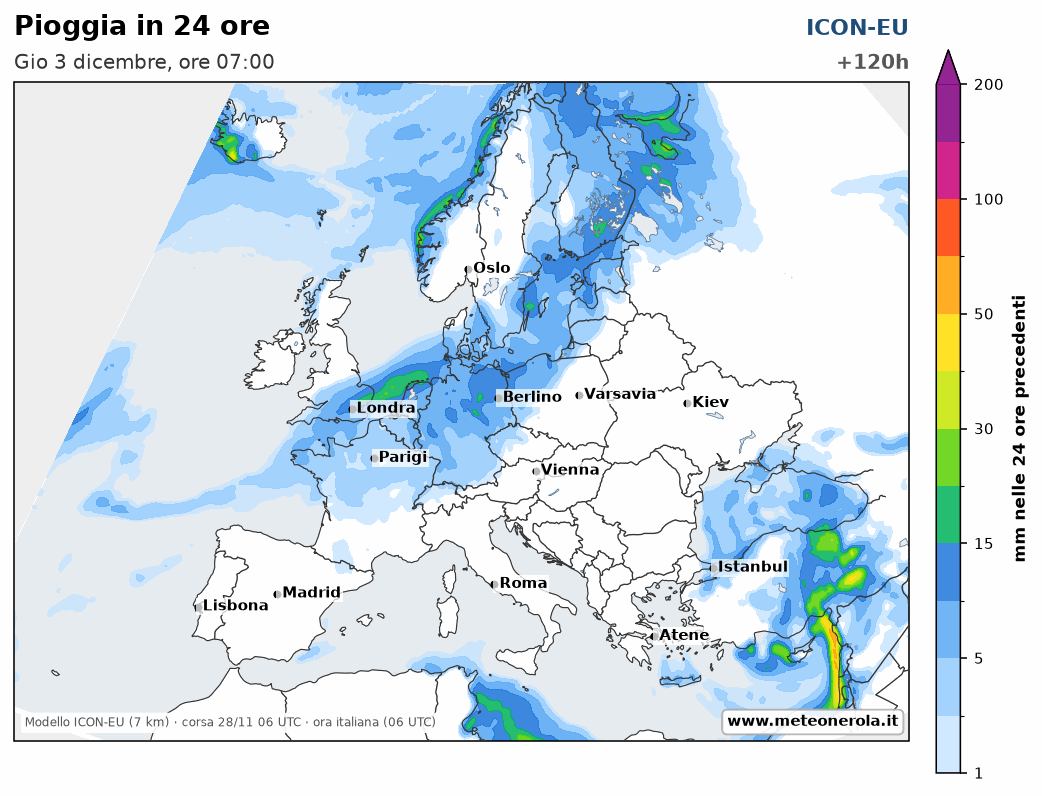 Pioggia in 24 ore
ICON-EU
Gio 3 dicembre, ore 07:00
+120h
200
100
50
30
15
5
1
mm nelle 24 ore precedenti
Oslo
Berlino
Varsavia
Kiev
Londra
Parigi
Vienna
Istanbul
Roma
Madrid
Lisbona
Atene
Modello ICON-EU (7 km) · corsa 28/11 06 UTC · ora italiana (06 UTC)
www.meteonerola.it